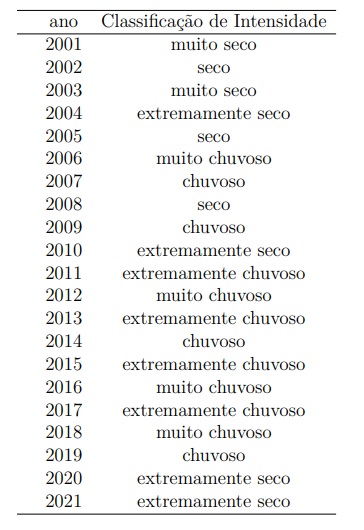 ano Classificação de Intensidade
2001 muito seco
2002 seco
2003 muito seco
2004 extremamente seco
2005 seco
2006 muito chuvoso
2007 chuvoso
2008 seco
2009 chuvoso
2010 extremamente seco
2011 extremamente chuvoso
2012 muito chuvoso
2013 extremamente chuvoso
2014 chuvoso
2015 extremamente chuvoso
2016 muito chuvoso
2017 extremamente chuvoso
2018 muito chuvoso
2019 chuvoso
2020 extremamente seco
2021 extremamente seco